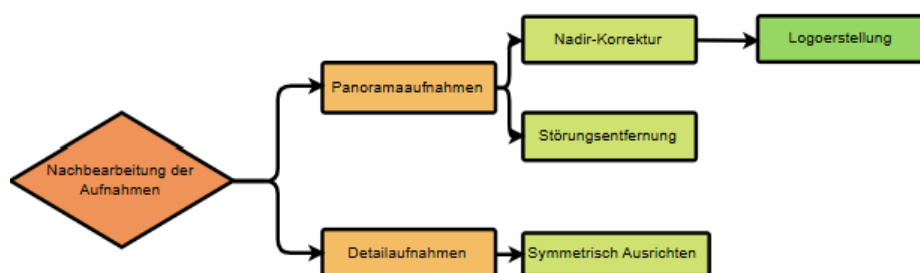 Nadir-Korrektur
Logoerstellung
Panoramaaufnahmen
Störungsentfernung
Nachbearbeitung der
Aufnahmen
Detailaufnahmen
Symmetrisch Ausrichten